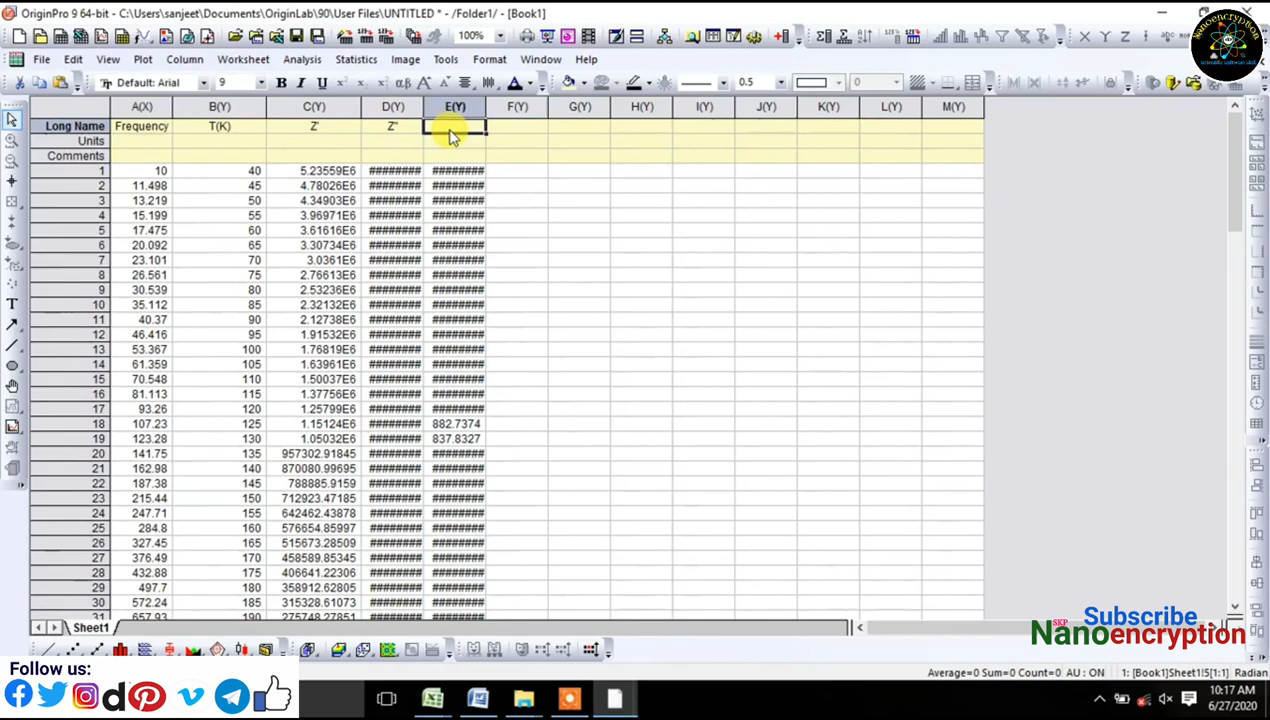 OriginPro 9 64-bit - C:\Users\sanjeet\Documents\OriginLab\90\User Files\UNTITLED * - /Folder1/ - [Book1]
100%
File Edit View Plot Column Worksheet Analysis Statistics Image Tools Format Window Help
Default: Arial 9 B I U αβ A A A 0.5 0
A(X) B(Y) C(Y) D(Y) E(Y) F(Y) G(Y) H(Y) I(Y) J(Y) K(Y) L(Y) M(Y)
Long Name Frequency T(K) Z' Z"
Units
Comments
1 10 40 5.23559E6 ######## ########
2 11.498 45 4.78026E6 ######## ########
3 13.219 50 4.34903E6 ######## ########
4 15.199 55 3.96971E6 ######## ########
5 17.475 60 3.61616E6 ######## ########
6 20.092 65 3.30734E6 ######## ########
7 23.101 70 3.0361E6 ######## ########
8 26.561 75 2.76613E6 ######## ########
9 30.539 80 2.53236E6 ######## ########
10 35.112 85 2.32132E6 ######## ########
11 40.37 90 2.12738E6 ######## ########
12 46.416 95 1.91532E6 ######## ########
13 53.367 100 1.76819E6 ######## ########
14 61.359 105 1.63961E6 ######## ########
15 70.548 110 1.50037E6 ######## ########
16 81.113 115 1.37756E6 ######## ########
17 93.26 120 1.25799E6 ######## ########
18 107.23 125 1.15124E6 ######## 882.7374
19 123.28 130 1.05032E6 ######## 837.8327
20 141.75 135 957302.91845 ######## ########
21 162.98 140 870080.99695 ######## ########
22 187.38 145 788885.9159 ######## ########
23 215.44 150 712923.47185 ######## ########
24 247.71 155 642462.43878 ######## ########
25 284.8 160 576654.85997 ######## ########
26 327.45 165 515673.28509 ######## ########
27 376.49 170 458589.85345 ######## ########
28 432.88 175 406641.22306 ######## ########
29 497.7 180 358912.62805 ######## ########
30 572.24 185 315328.61073 ######## ########
31 657.93 190 275748.27851 ######## ########
Sheet1
Subscribe
SKP
Nanoencryption
Follow us:
Average=0 Sum=0 Count=0 AU : ON 1: [Book1]Sheet1!5[1:1] Radian
10:17 AM
6/27/2020
Nanoencryption